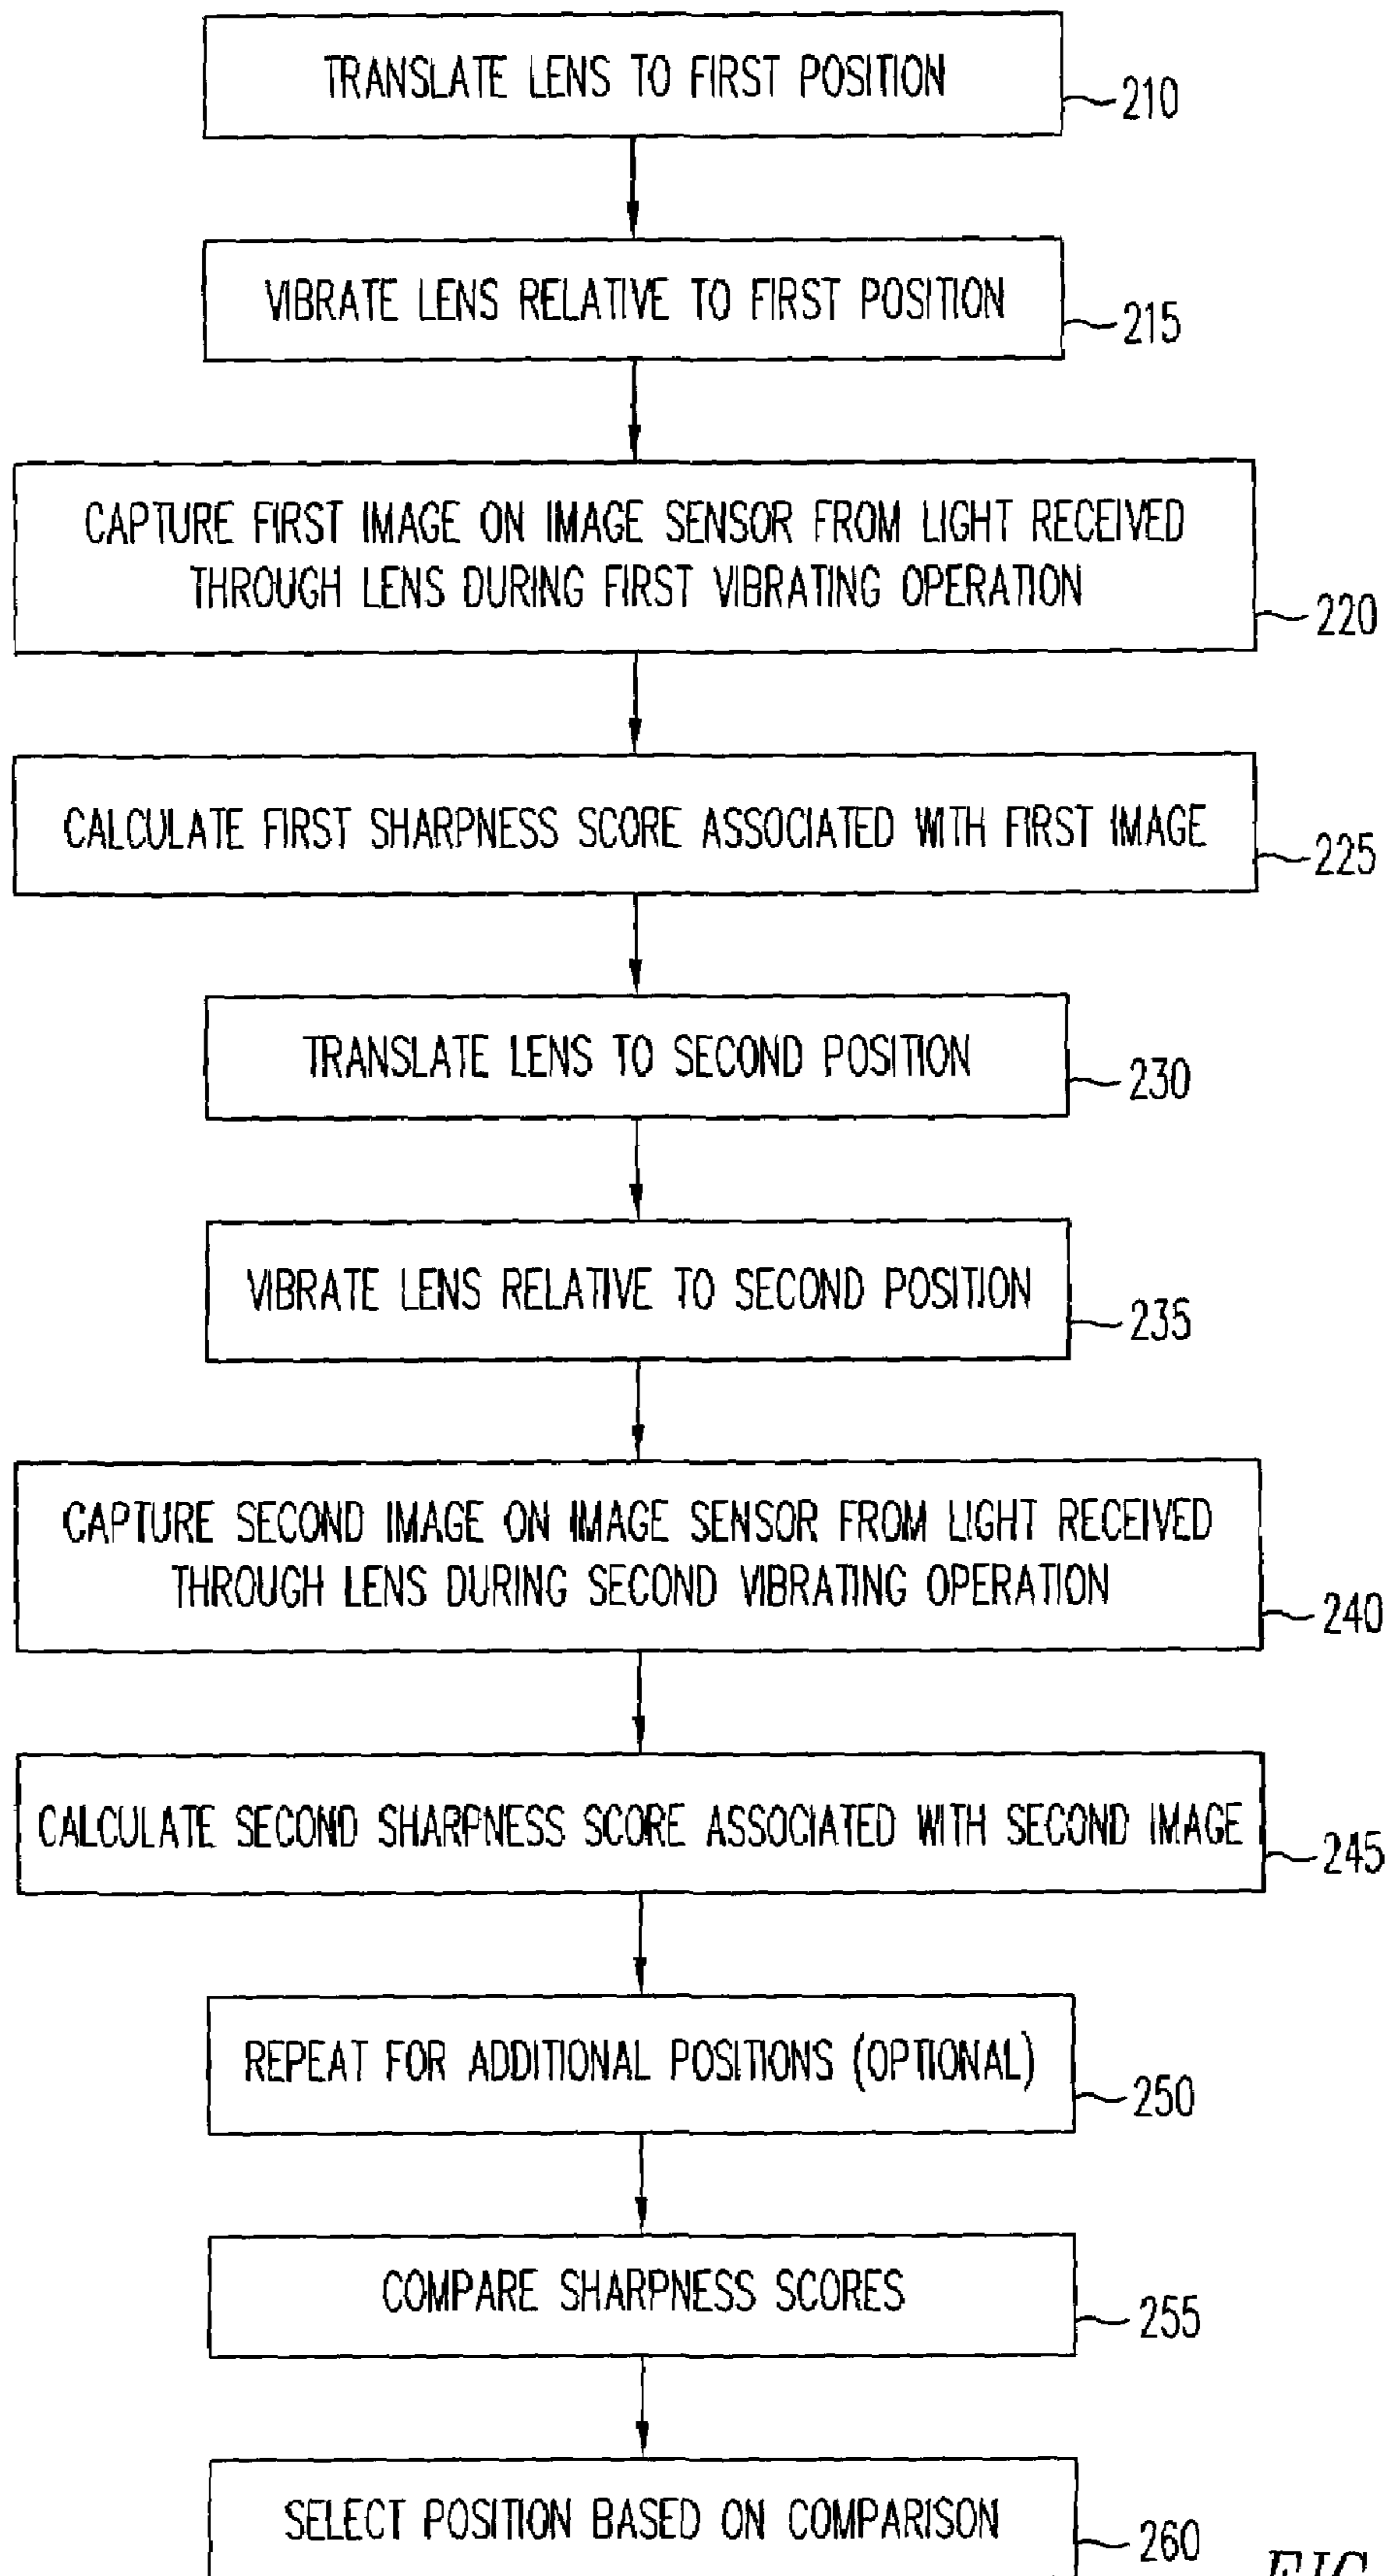 TRANSLATE LENS TO FIRST POSITION
210
VIBRATE LENS RELATIVE TO FIRST POSITION
215
CAPTURE FIRST IMAGE ON IMAGE SENSOR FROM LIGHT RECEIVED
THROUGH LENS DURING FIRST VIBRATING OPERATION
220
CALCULATE FIRST SHARPNESS SCORE ASSOCIATED WITH FIRST IMAGE
225
TRANSLATE LENS TO SECOND POSITION
230
VIBRATE LENS RELATIVE TO SECOND POSITION
235
CAPTURE SECOND IMAGE ON IMAGE SENSOR FROM LIGHT RECEIVED
THROUGH LENS DURING SECOND VIBRATING OPERATION
240
CALCULATE SECOND SHARPNESS SCORE ASSOCIATED WITH SECOND IMAGE
245
REPEAT FOR ADDITIONAL POSITIONS (OPTIONAL)
250
COMPARE SHARPNESS SCORES
255
SELECT POSITION BASED ON COMPARISON
260